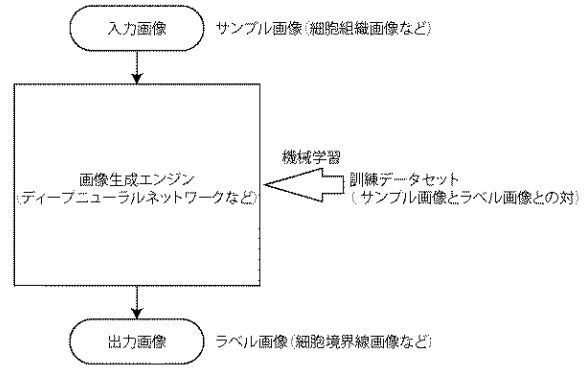 入力画像 サンプル画像(細胞組織画像など)
機械学習
画像生成エンジン
(ディープニューラルネットワークなど)
訓練データセット
(サンプル画像とラベル画像との対)
出力画像 ラベル画像(細胞境界線画像など)